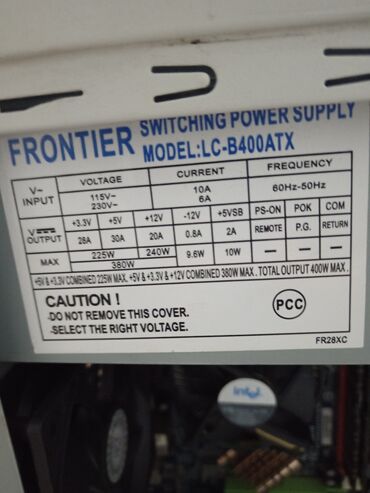 FRONTIER SWITCHING POWER SUPPLY
MODEL:LC-B400ATX
V~ INPUT VOLTAGE CURRENT FREQUENCY
115V~ 10A 60Hz-50Hz
230V~ 6A
V⎓ OUTPUT +3.3V +5V +12V -12V +5VSB PS-ON POK COM
28A 30A 20A 0.8A 2A REMOTE P.G. RETURN
MAX 225W 240W 9.6W 10W — — —
380W
+5V & +3.3V COMBINED 225W MAX, +5V & +3.3V & +12V COMBINED 380W MAX. TOTAL OUTPUT 400W MAX.
CAUTION !
-DO NOT REMOVE THIS COVER.
-SELECT THE RIGHT VOLTAGE.
PCC
FR28XC
intel